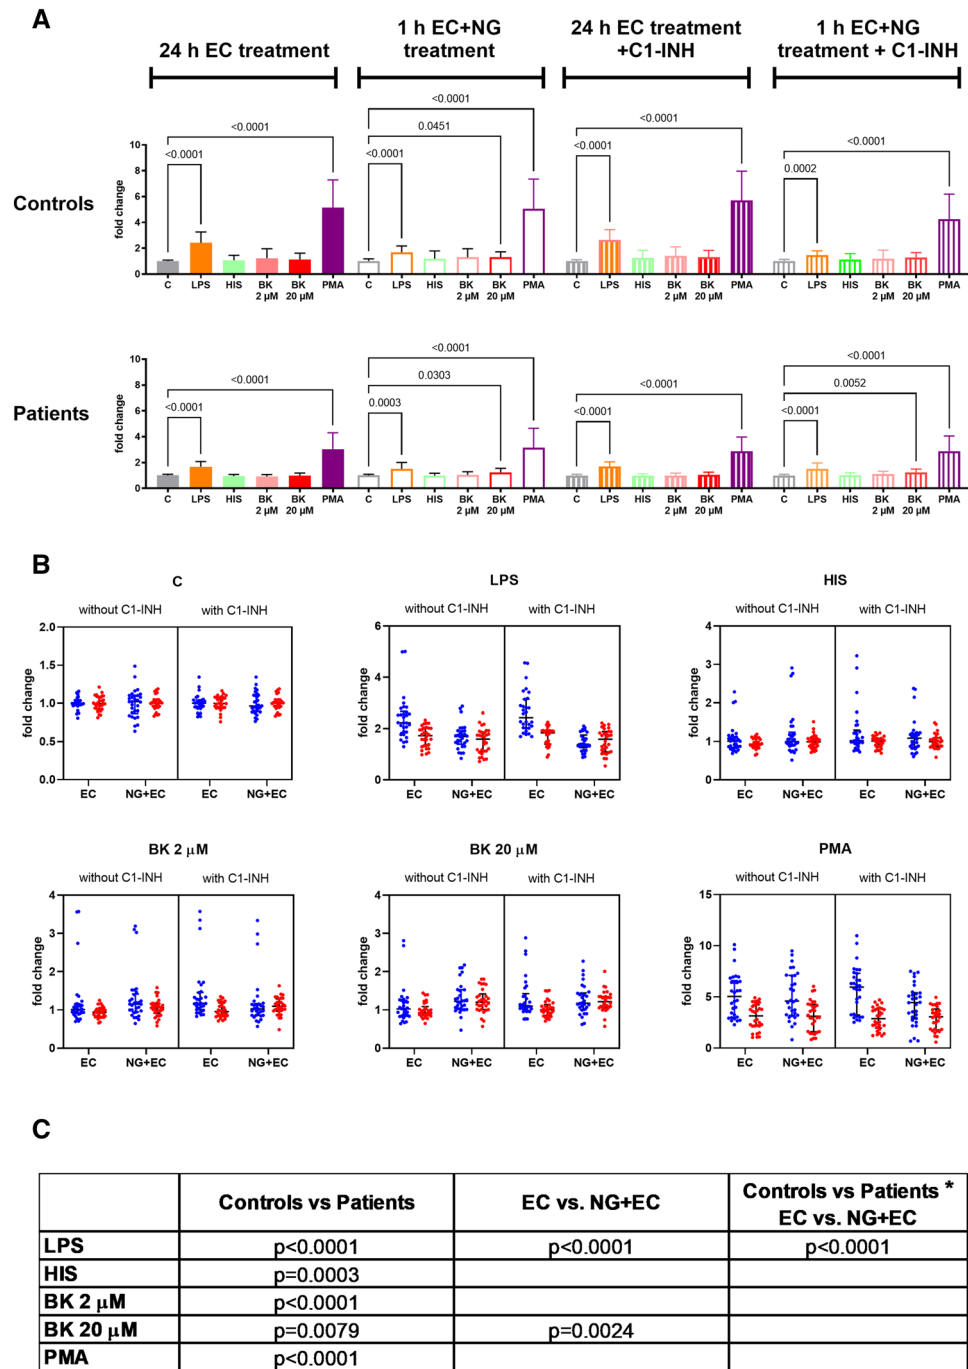 A
24 h EC treatment
1 h EC+NG
treatment
24 h EC treatment
+C1-INH
1 h EC+NG
treatment + C1-INH
Controls
fold change
10
8
6
4
2
0
<0.0001
<0.0001
C LPS HIS BK 2 µM BK 20 µM PMA
<0.0001
0.0451
<0.0001
C LPS HIS BK 2 µM BK 20 µM PMA
<0.0001
<0.0001
C LPS HIS BK 2 µM BK 20 µM PMA
<0.0001
0.0002
C LPS HIS BK 2 µM BK 20 µM PMA
Patients
fold change
10
8
6
4
2
0
<0.0001
<0.0001
C LPS HIS BK 2 µM BK 20 µM PMA
<0.0001
0.0303
0.0003
C LPS HIS BK 2 µM BK 20 µM PMA
<0.0001
<0.0001
C LPS HIS BK 2 µM BK 20 µM PMA
<0.0001
0.0052
<0.0001
C LPS HIS BK 2 µM BK 20 µM PMA
B
C
without C1-INH with C1-INH
fold change
2.0
1.5
1.0
0.5
0.0
EC NG+EC EC NG+EC
LPS
without C1-INH with C1-INH
fold change
6
4
2
0
EC NG+EC EC NG+EC
HIS
without C1-INH with C1-INH
fold change
4
3
2
1
0
EC NG+EC EC NG+EC
BK 2 µM
without C1-INH with C1-INH
fold change
4
3
2
1
0
EC NG+EC EC NG+EC
BK 20 µM
without C1-INH with C1-INH
fold change
4
3
2
1
0
EC NG+EC EC NG+EC
PMA
without C1-INH with C1-INH
fold change
15
10
5
0
EC NG+EC EC NG+EC
C
Controls vs Patients EC vs. NG+EC Controls vs Patients *
EC vs. NG+EC
LPS p<0.0001 p<0.0001 p<0.0001
HIS p=0.0003
BK 2 µM p<0.0001
BK 20 µM p=0.0079 p=0.0024
PMA p<0.0001